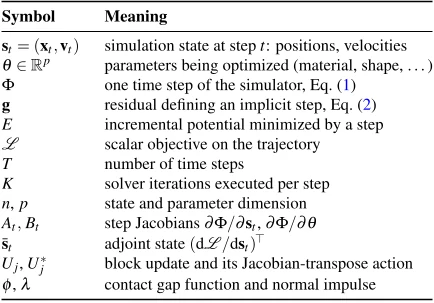 Symbol Meaning
s_t = (x_t, v_t) simulation state at step t: positions, velocities
θ ∈ ℝ^p parameters being optimized (material, shape, ...)
Φ one time step of the simulator, Eq. (1)
g residual defining an implicit step, Eq. (2)
E incremental potential minimized by a step
ℒ scalar objective on the trajectory
T number of time steps
K solver iterations executed per step
n, p state and parameter dimension
A_t, B_t step Jacobians ∂Φ/∂s_t, ∂Φ/∂θ
s̄_t adjoint state (dℒ/ds_t)^⊤
U_j, U_j^* block update and its Jacobian-transpose action
ϕ, λ contact gap function and normal impulse